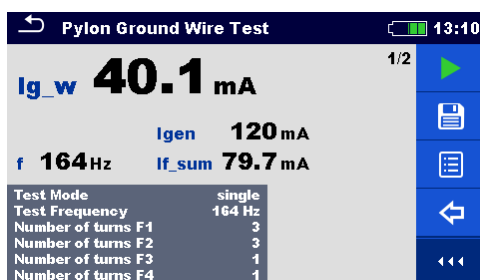 Pylon Ground Wire Test 13:10
1/2
Ig_w 40.1 mA
Igen 120 mA
f 164 Hz If_sum 79.7 mA
Test Mode single
Test Frequency 164 Hz
Number of turns F1 3
Number of turns F2 3
Number of turns F3 1
Number of turns F4 1